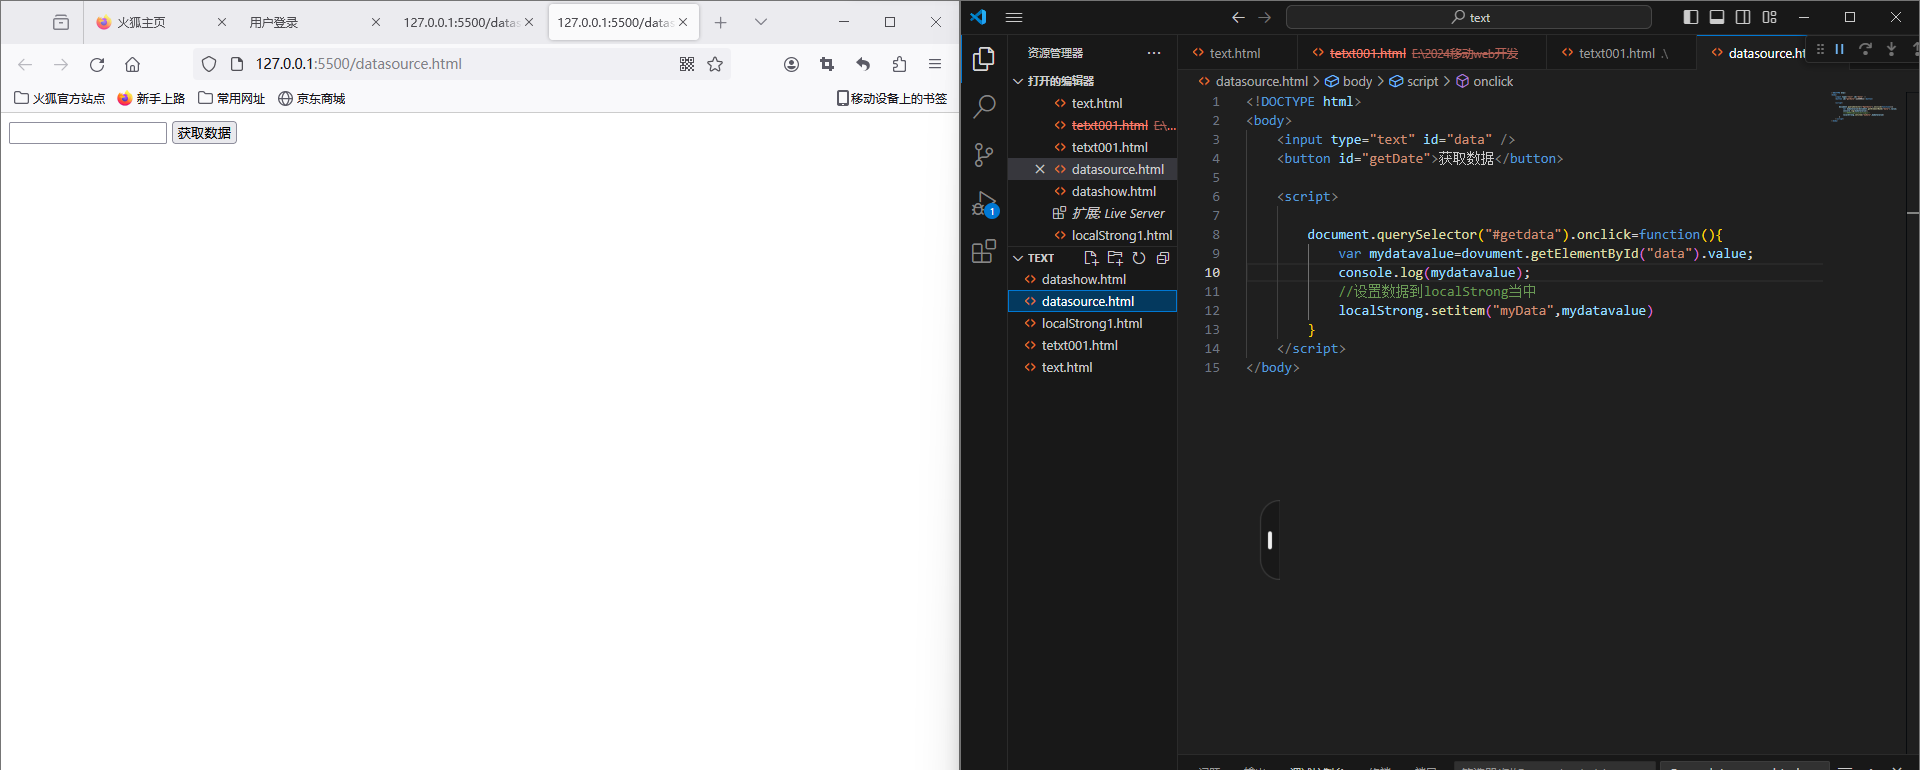 火狐主页
用户登录
127.0.0.1:5500/datas
127.0.0.1:5500/datas
127.0.0.1:5500/datasource.html
火狐官方站点
新手上路
常用网址
京东商城
移动设备上的书签
获取数据
text
资源管理器
打开的编辑器
text.html
tetxt001.html E:\...
tetxt001.html
datasource.html
datashow.html
扩展: Live Server
localStrong1.html
1
TEXT
datashow.html
datasource.html
localStrong1.html
tetxt001.html
text.html
text.html
tetxt001.html E:\2024移动web开发
tetxt001.html .\
datasource.ht
datasource.html > body > script > onclick
1 <!DOCTYPE html>
2 <body>
3 <input type="text" id="data" />
4 <button id="getDate">获取数据</button>
5
6 <script>
7
8 document.querySelector("#getdata").onclick=function(){
9 var mydatavalue=dovument.getElementById("data").value;
10 console.log(mydatavalue);
11 //设置数据到localStrong当中
12 localStrong.setitem("myData",mydatavalue)
13 }
14 </script>
15 </body>